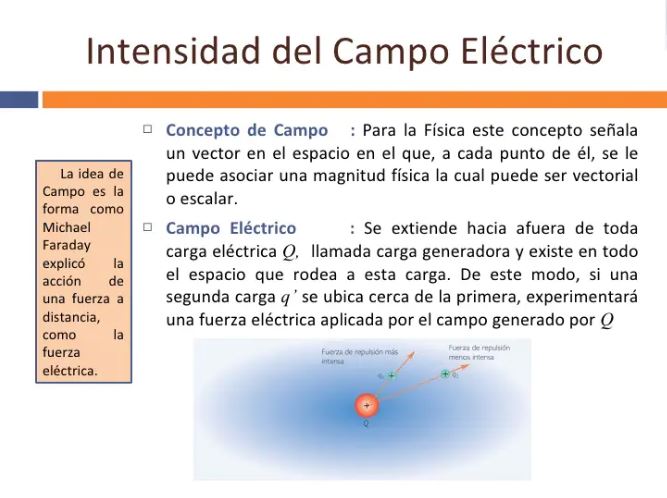 Intensidad del Campo Eléctrico
La idea de
Campo es la
forma como
Michael
Faraday
explicó la
acción de
una fuerza a
distancia,
como la
fuerza
eléctrica.
Concepto de Campo : Para la Física este concepto señala
un vector en el espacio en el que, a cada punto de él, se le
puede asociar una magnitud física la cual puede ser vectorial
o escalar.
Campo Eléctrico : Se extiende hacia afuera de toda
carga eléctrica Q, llamada carga generadora y existe en todo
el espacio que rodea a esta carga. De este modo, si una
segunda carga q’ se ubica cerca de la primera, experimentará
una fuerza eléctrica aplicada por el campo generado por Q
Fuerza de repulsión más
intensa
Fuerza de repulsión
menos intensa
+
+
+
Q